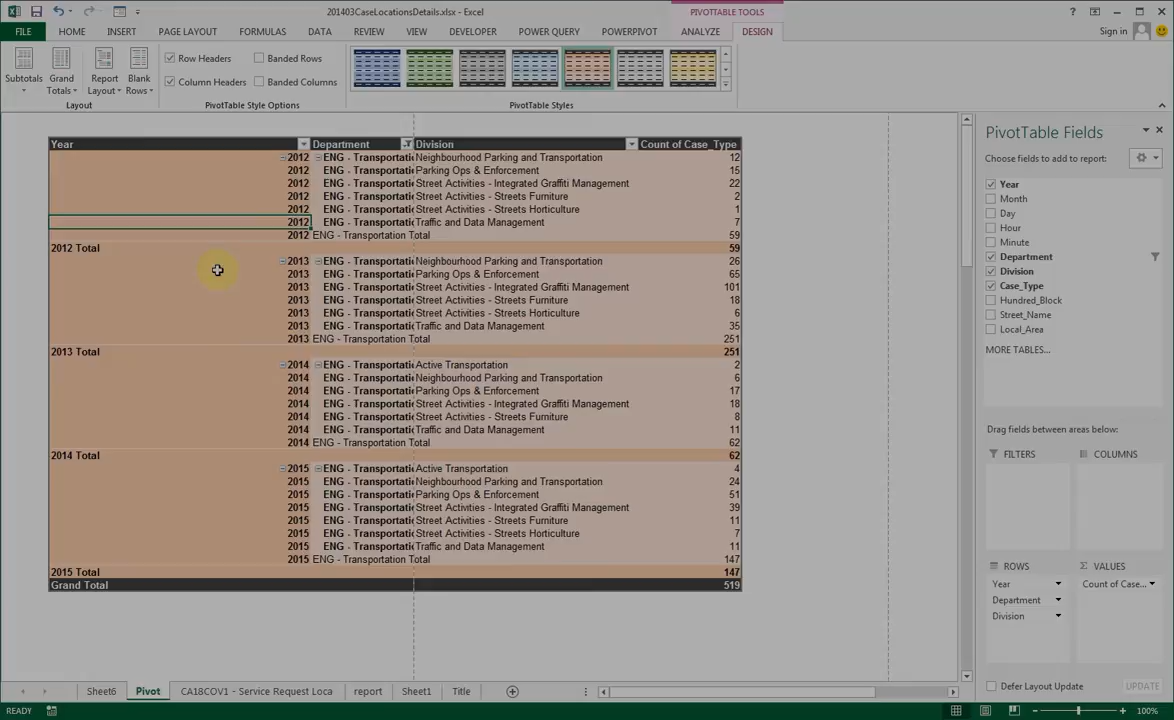 201403CaseLocationsDetails.xlsx - Excel
PIVOTTABLE TOOLS
?
FILE HOME INSERT PAGE LAYOUT FORMULAS DATA REVIEW VIEW DEVELOPER POWER QUERY POWERPIVOT ANALYZE DESIGN Sign in
Subtotals
Grand Totals
Report Layout
Blank Rows
Layout
Row Headers Banded Rows
Column Headers Banded Columns
PivotTable Style Options
PivotTable Styles
Year Department Division Count of Case_Type
2012 ENG - Transportati Neighbourhood Parking and Transportation 12
2012 ENG - Transportati Parking Ops & Enforcement 15
2012 ENG - Transportati Street Activities - Integrated Graffiti Management 22
2012 ENG - Transportati Street Activities - Streets Furniture 2
2012 ENG - Transportati Street Activities - Streets Horticulture 1
2012 ENG - Transportati Traffic and Data Management 7
2012 ENG - Transportation Total 59
2012 Total 59
2013 ENG - Transportati Neighbourhood Parking and Transportation 26
2013 ENG - Transportati Parking Ops & Enforcement 65
2013 ENG - Transportati Street Activities - Integrated Graffiti Management 101
2013 ENG - Transportati Street Activities - Streets Furniture 18
2013 ENG - Transportati Street Activities - Streets Horticulture 6
2013 ENG - Transportati Traffic and Data Management 35
2013 ENG - Transportation Total 251
2013 Total 251
2014 ENG - Transportati Active Transportation 2
2014 ENG - Transportati Neighbourhood Parking and Transportation 6
2014 ENG - Transportati Parking Ops & Enforcement 17
2014 ENG - Transportati Street Activities - Integrated Graffiti Management 18
2014 ENG - Transportati Street Activities - Streets Furniture 8
2014 ENG - Transportati Traffic and Data Management 11
2014 ENG - Transportation Total 62
2014 Total 62
2015 ENG - Transportati Active Transportation 4
2015 ENG - Transportati Neighbourhood Parking and Transportation 24
2015 ENG - Transportati Parking Ops & Enforcement 51
2015 ENG - Transportati Street Activities - Integrated Graffiti Management 39
2015 ENG - Transportati Street Activities - Streets Furniture 11
2015 ENG - Transportati Street Activities - Streets Horticulture 7
2015 ENG - Transportati Traffic and Data Management 11
2015 ENG - Transportation Total 147
2015 Total 147
Grand Total 519
PivotTable Fields
Choose fields to add to report:
Year
Month
Day
Hour
Minute
Department
Division
Case_Type
Hundred_Block
Street_Name
Local_Area
MORE TABLES...
Drag fields between areas below:
FILTERS COLUMNS
ROWS Σ VALUES
Year Count of Case...
Department
Division
Defer Layout Update UPDATE
Sheet6 Pivot CA18COV1 - Service Request Loca report Sheet1 Title
READY 100%